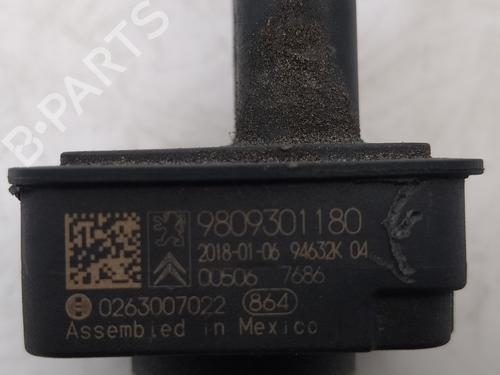 B-PARTS
9809301180
2018-01-06 94632K 04
00506 7686
0263007022 864
Assembled in Mexico